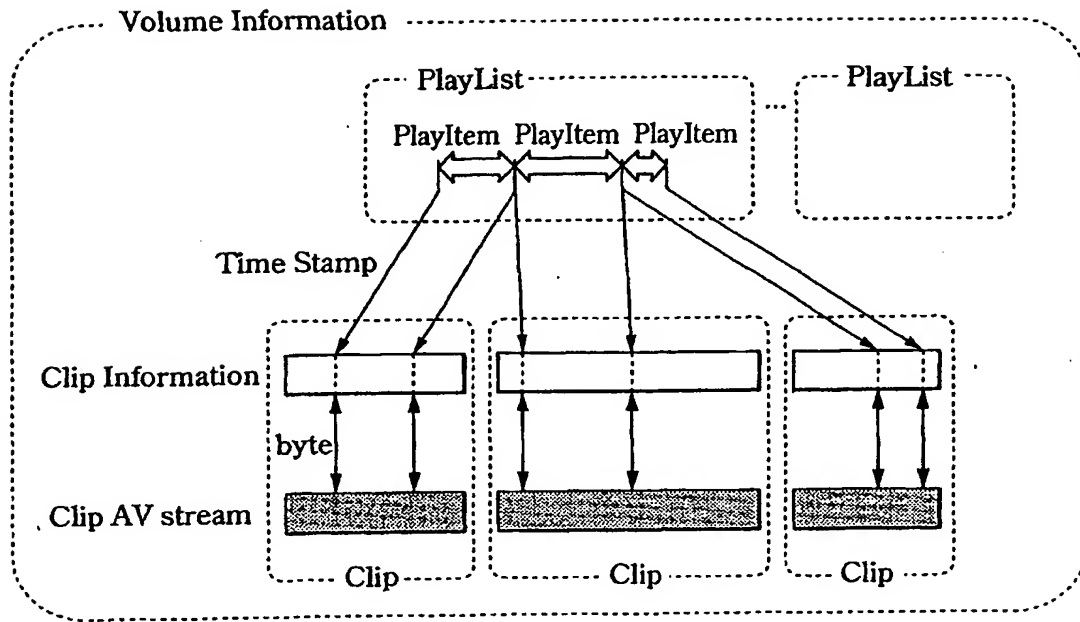 Volume Information
PlayList
...
PlayList
PlayItem PlayItem PlayItem
Time Stamp
Clip Information
byte
Clip AV stream
Clip
Clip
Clip